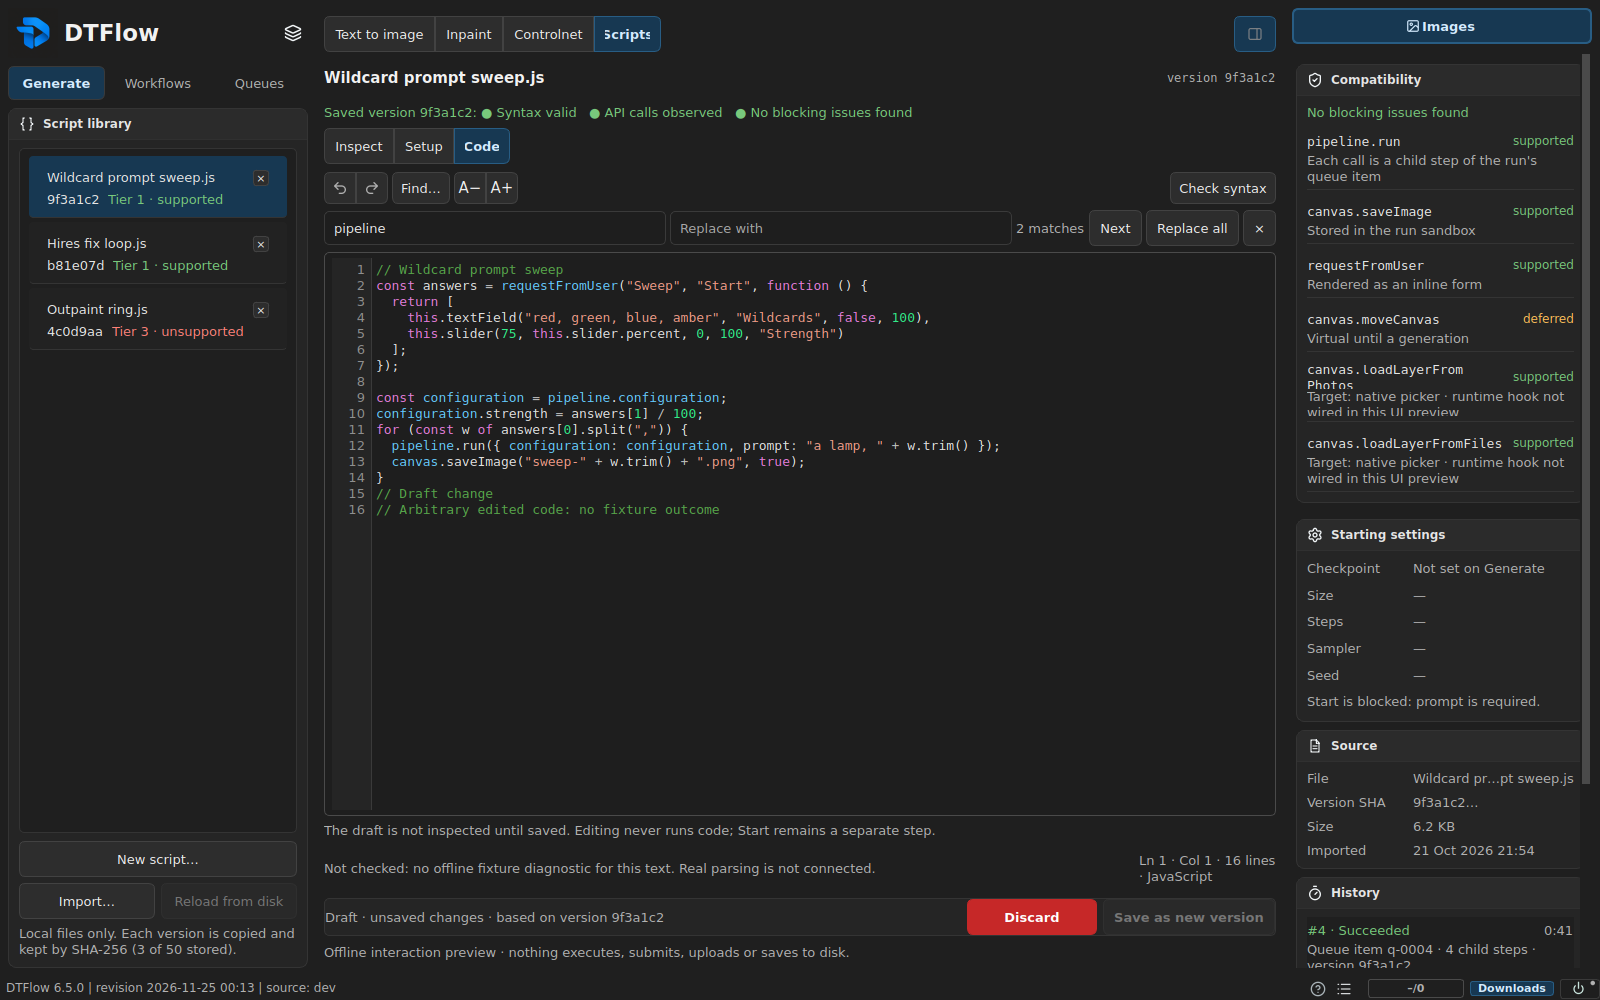 DTFlow
Text to image Inpaint Controlnet Scripts
Images
Generate Workflows Queues
Script library
Wildcard prompt sweep.js ×
9f3a1c2 Tier 1 · supported
Hires fix loop.js ×
b81e07d Tier 1 · supported
Outpaint ring.js ×
4c0d9aa Tier 3 · unsupported
New script…
Import… Reload from disk
Local files only. Each version is copied and
kept by SHA-256 (3 of 50 stored).
Wildcard prompt sweep.js version 9f3a1c2
Saved version 9f3a1c2: ● Syntax valid ● API calls observed ● No blocking issues found
Inspect Setup Code
Find… A− A+ Check syntax
pipeline Replace with 2 matches Next Replace all ×
1 // Wildcard prompt sweep
2 const answers = requestFromUser("Sweep", "Start", function () {
3 return [
4 this.textField("red, green, blue, amber", "Wildcards", false, 100),
5 this.slider(75, this.slider.percent, 0, 100, "Strength")
6 ];
7 });
8
9 const configuration = pipeline.configuration;
10 configuration.strength = answers[1] / 100;
11 for (const w of answers[0].split(",")) {
12 pipeline.run({ configuration: configuration, prompt: "a lamp, " + w.trim() });
13 canvas.saveImage("sweep-" + w.trim() + ".png", true);
14 }
15 // Draft change
16 // Arbitrary edited code: no fixture outcome
The draft is not inspected until saved. Editing never runs code; Start remains a separate step.
Not checked: no offline fixture diagnostic for this text. Real parsing is not connected.
Ln 1 · Col 1 · 16 lines
· JavaScript
Draft · unsaved changes · based on version 9f3a1c2 Discard Save as new version
Offline interaction preview · nothing executes, submits, uploads or saves to disk.
Compatibility
No blocking issues found
pipeline.run supported
Each call is a child step of the run's
queue item
canvas.saveImage supported
Stored in the run sandbox
requestFromUser supported
Rendered as an inline form
canvas.moveCanvas deferred
Virtual until a generation
canvas.loadLayerFrom supported
Photos
Target: native picker · runtime hook not
wired in this UI preview
canvas.loadLayerFromFiles supported
Target: native picker · runtime hook not
wired in this UI preview
Starting settings
Checkpoint Not set on Generate
Size —
Steps —
Sampler —
Seed —
Start is blocked: prompt is required.
Source
File Wildcard pr…pt sweep.js
Version SHA 9f3a1c2…
Size 6.2 KB
Imported 21 Oct 2026 21:54
History
#4 · Succeeded 0:41
Queue item q-0004 · 4 child steps ·
version 9f3a1c2
DTFlow 6.5.0 | revision 2026-11-25 00:13 | source: dev
–/0 Downloads